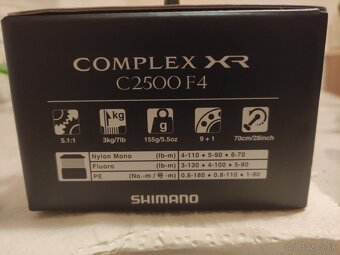 COMPLEX XR
C2500 F4
kg
g
5.1:1 3kg/7lb 155g/5.5oz 9 + 1 70cm/28inch
Nylon Mono (lb-m) 4-110 • 5-90 • 6-70
Fluoro (lb-m) 3-130 • 4-100 • 5-80
PE (No.-m / 号-m) 0.6-180 • 0.8-110 • 1-90
SHIMANO